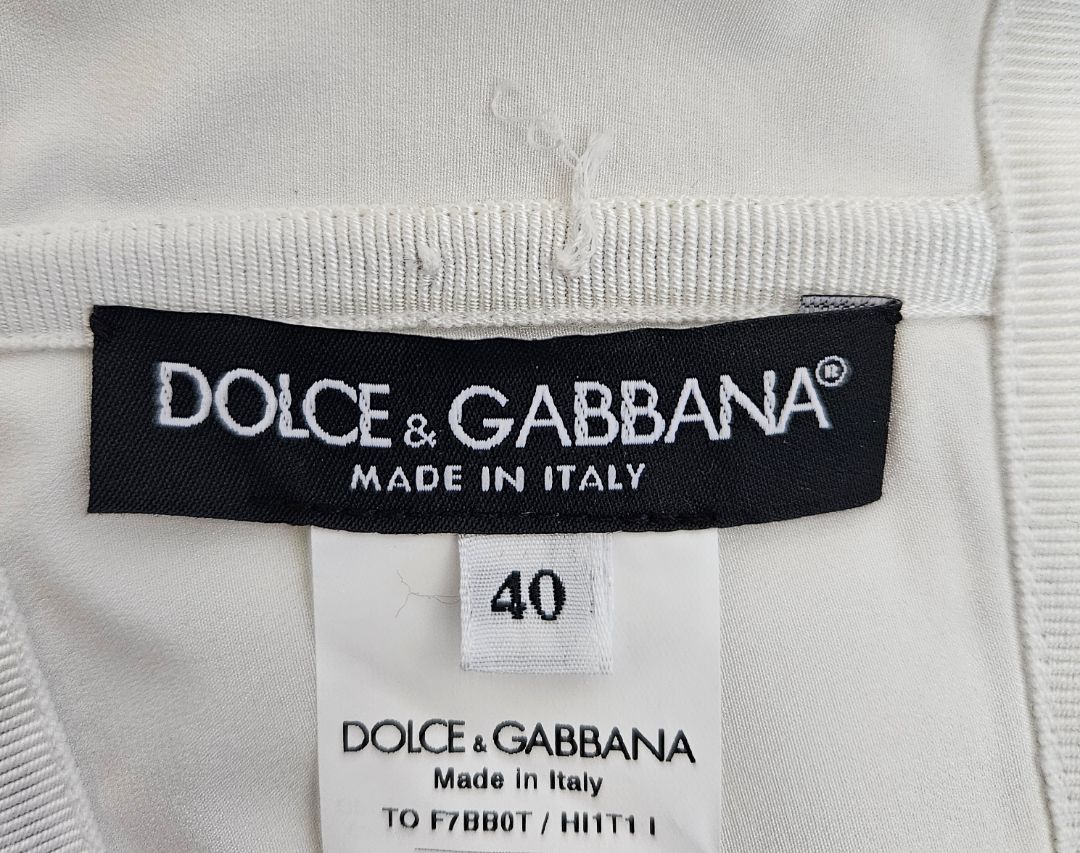 DOLCE & GABBANA®
MADE IN ITALY
40
DOLCE & GABBANA
Made in Italy
TO F7BB0T / HI1T1 I